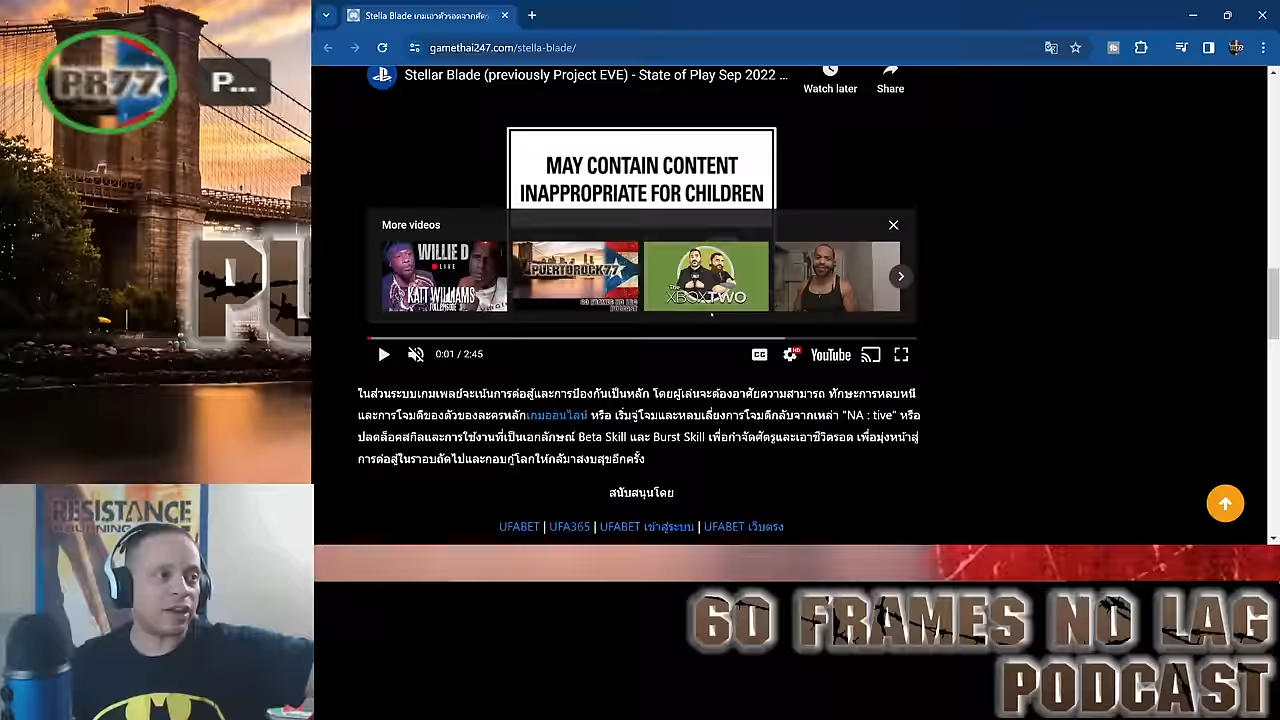 PR77
P...
Stella Blade เกมเอาตัวรอดจากศัตรู
gamethai247.com/stella-blade/
Stellar Blade (previously Project EVE) - State of Play Sep 2022 ...
Watch later
Share
MAY CONTAIN CONTENT
INAPPROPRIATE FOR CHILDREN
More videos
WILLIE D
LIVE
KATT WILLIAMS
PUERTOROCK77
60 FRAMES NO LAG
PODCAST
The
XBOXTWO
0:01 / 2:45
CC
HD
YouTube
ในส่วนระบบเกมเพลย์จะเน้นการต่อสู้และการป้องกันเป็นหลัก โดยผู้เล่นจะต้องอาศัยความสามารถ ทักษะการหลบหนี
และการโจมตีของตัวของละครหลักเกมออนไลน์ หรือ เริ่มจู่โจมและหลบเลี่ยงการโจมตีกลับจากเหล่า "NA : tive" หรือ
ปลดล็อคสกิลและการใช้งานที่เป็นเอกลักษณ์ Beta Skill และ Burst Skill เพื่อกำจัดศัตรูและเอาชีวิตรอด เพื่อมุ่งหน้าสู่
การต่อสู้ในราอบถัดไปและกอบกู้โลกให้กลัมาสงบสุขอีกครั้ง
สนับสนุนโดย
UFABET | UFA365 | UFABET เข้าสู่ระบบ | UFABET เว็บตรง
RESISTANCE
BURNING
60 FRAMES NO LAG
PODCAST